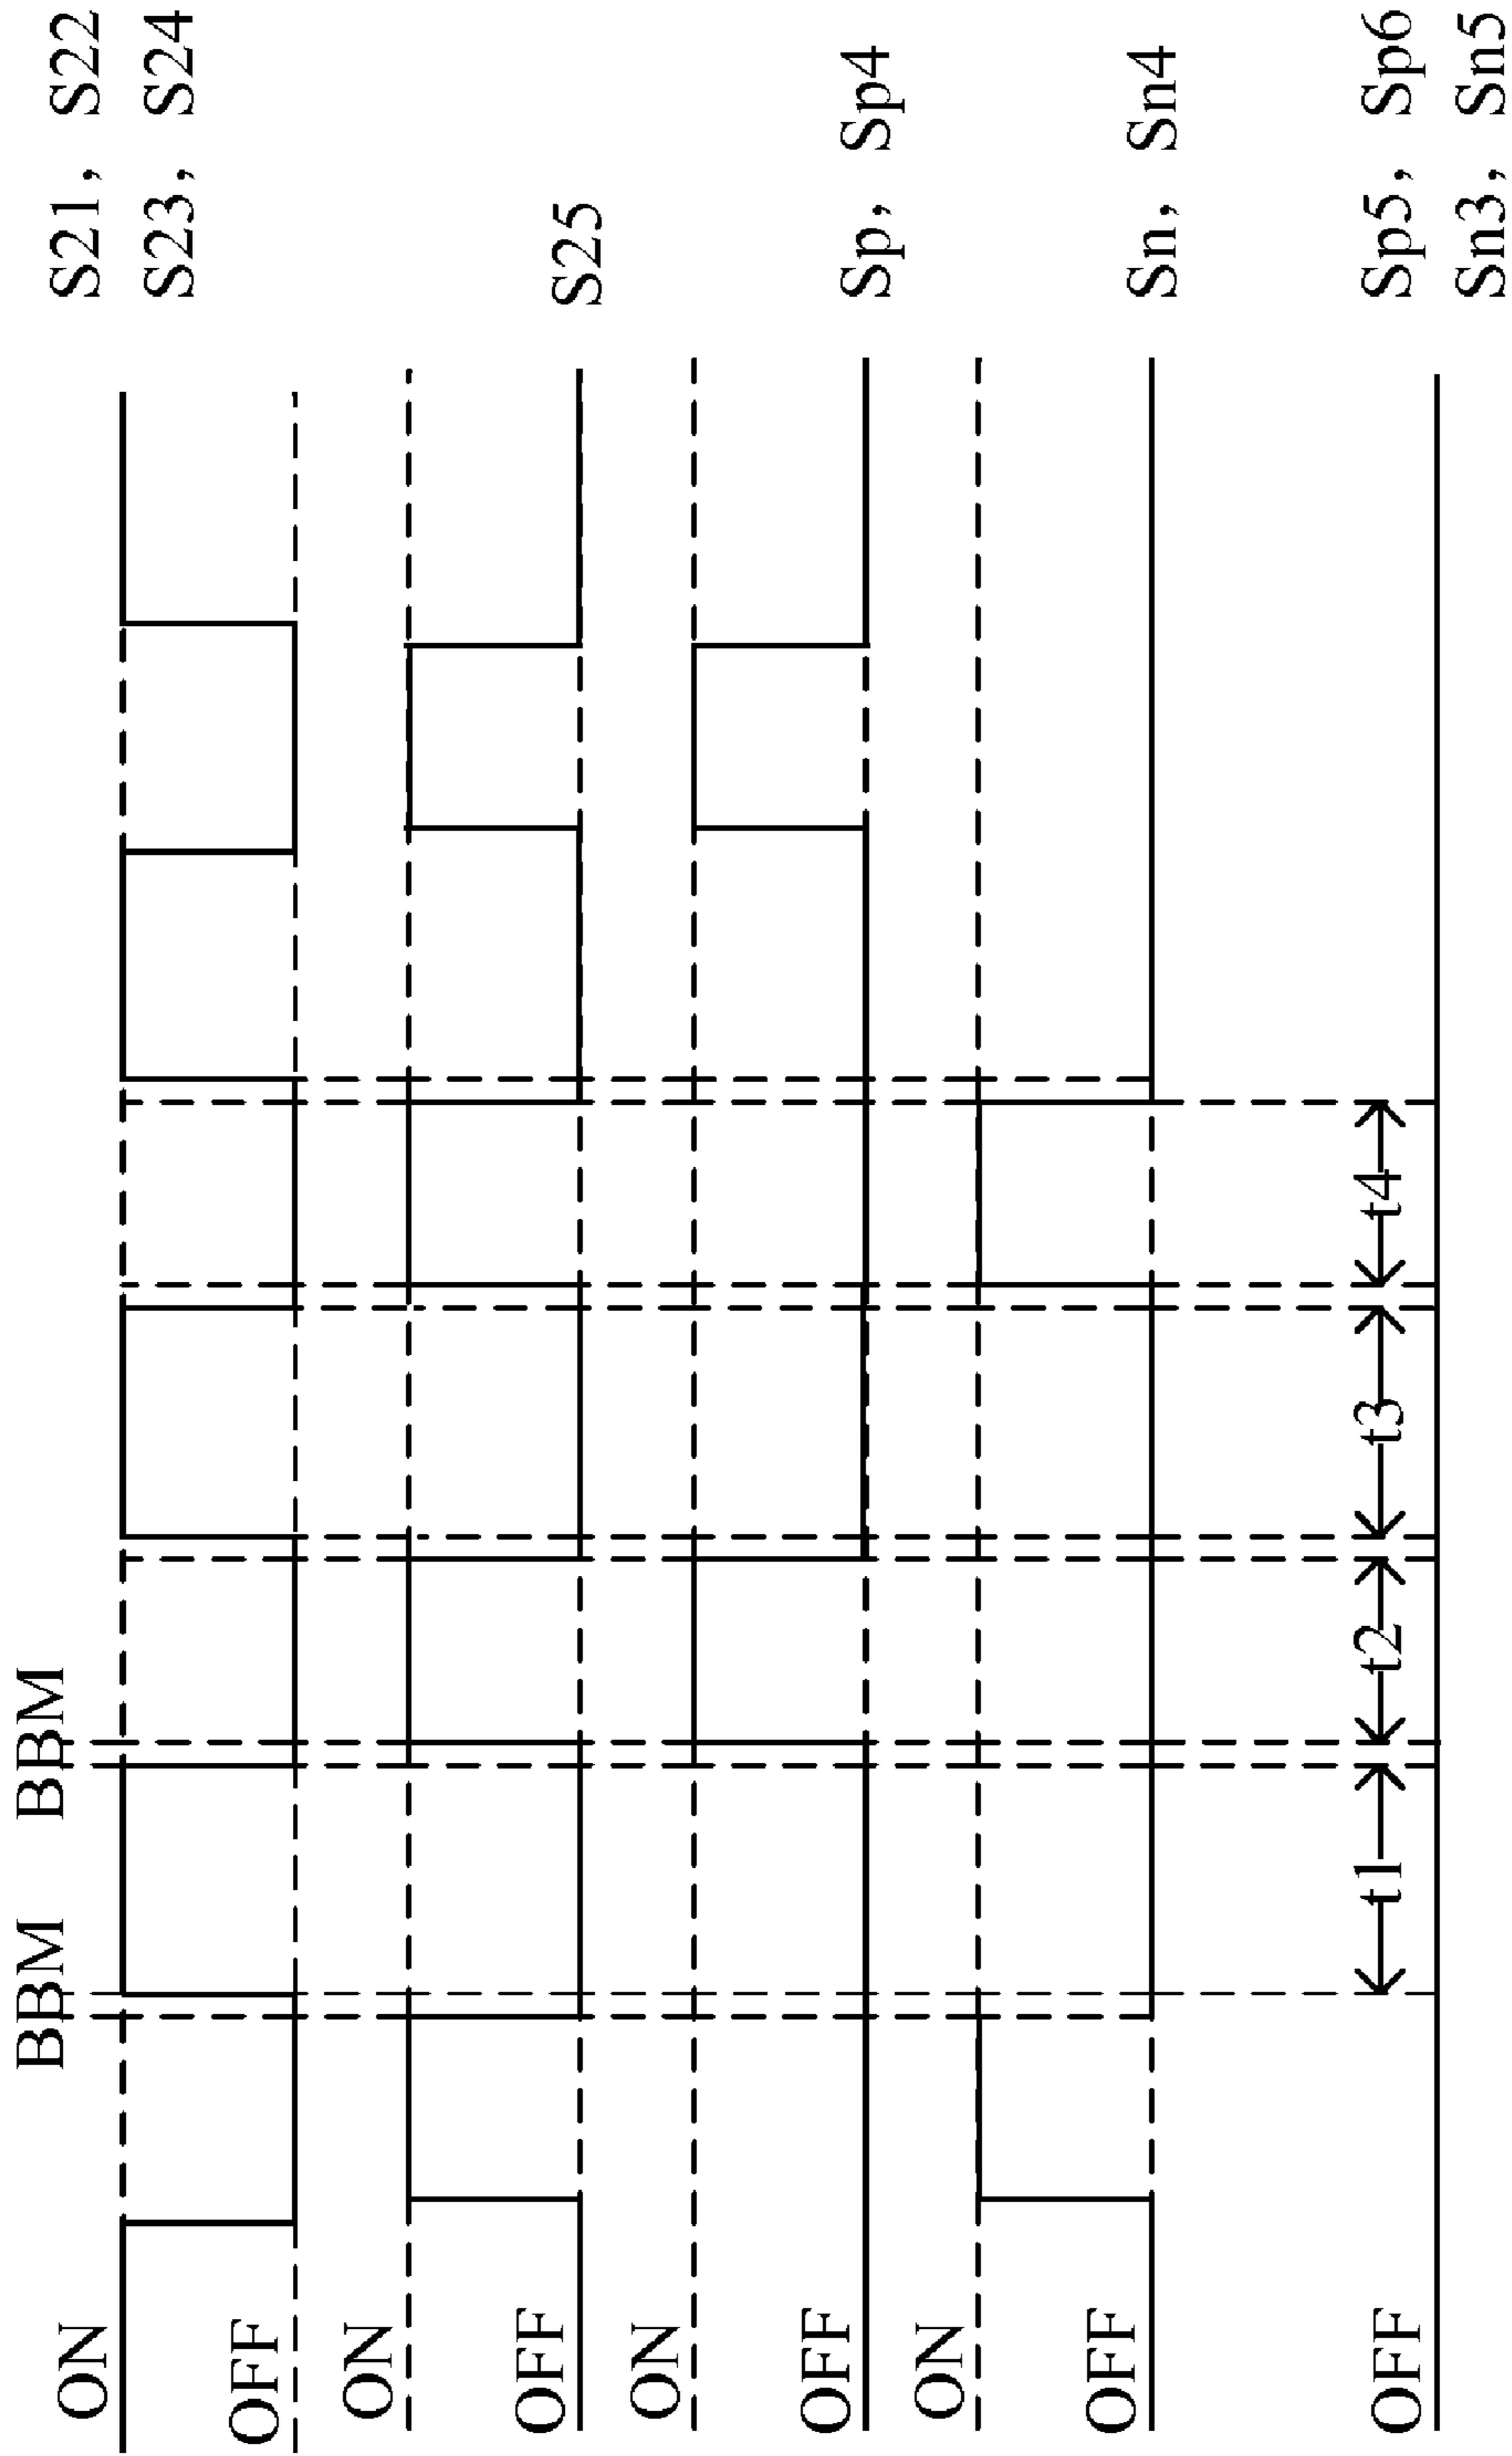 BBM BBM
ON
OFF
S21, S22
S23, S24
ON
OFF
S25
ON
OFF
Sp, Sp4
ON
OFF
Sn, Sn4
t1 t2 t3 t4
OFF
Sp5, Sp6
Sn3, Sn5